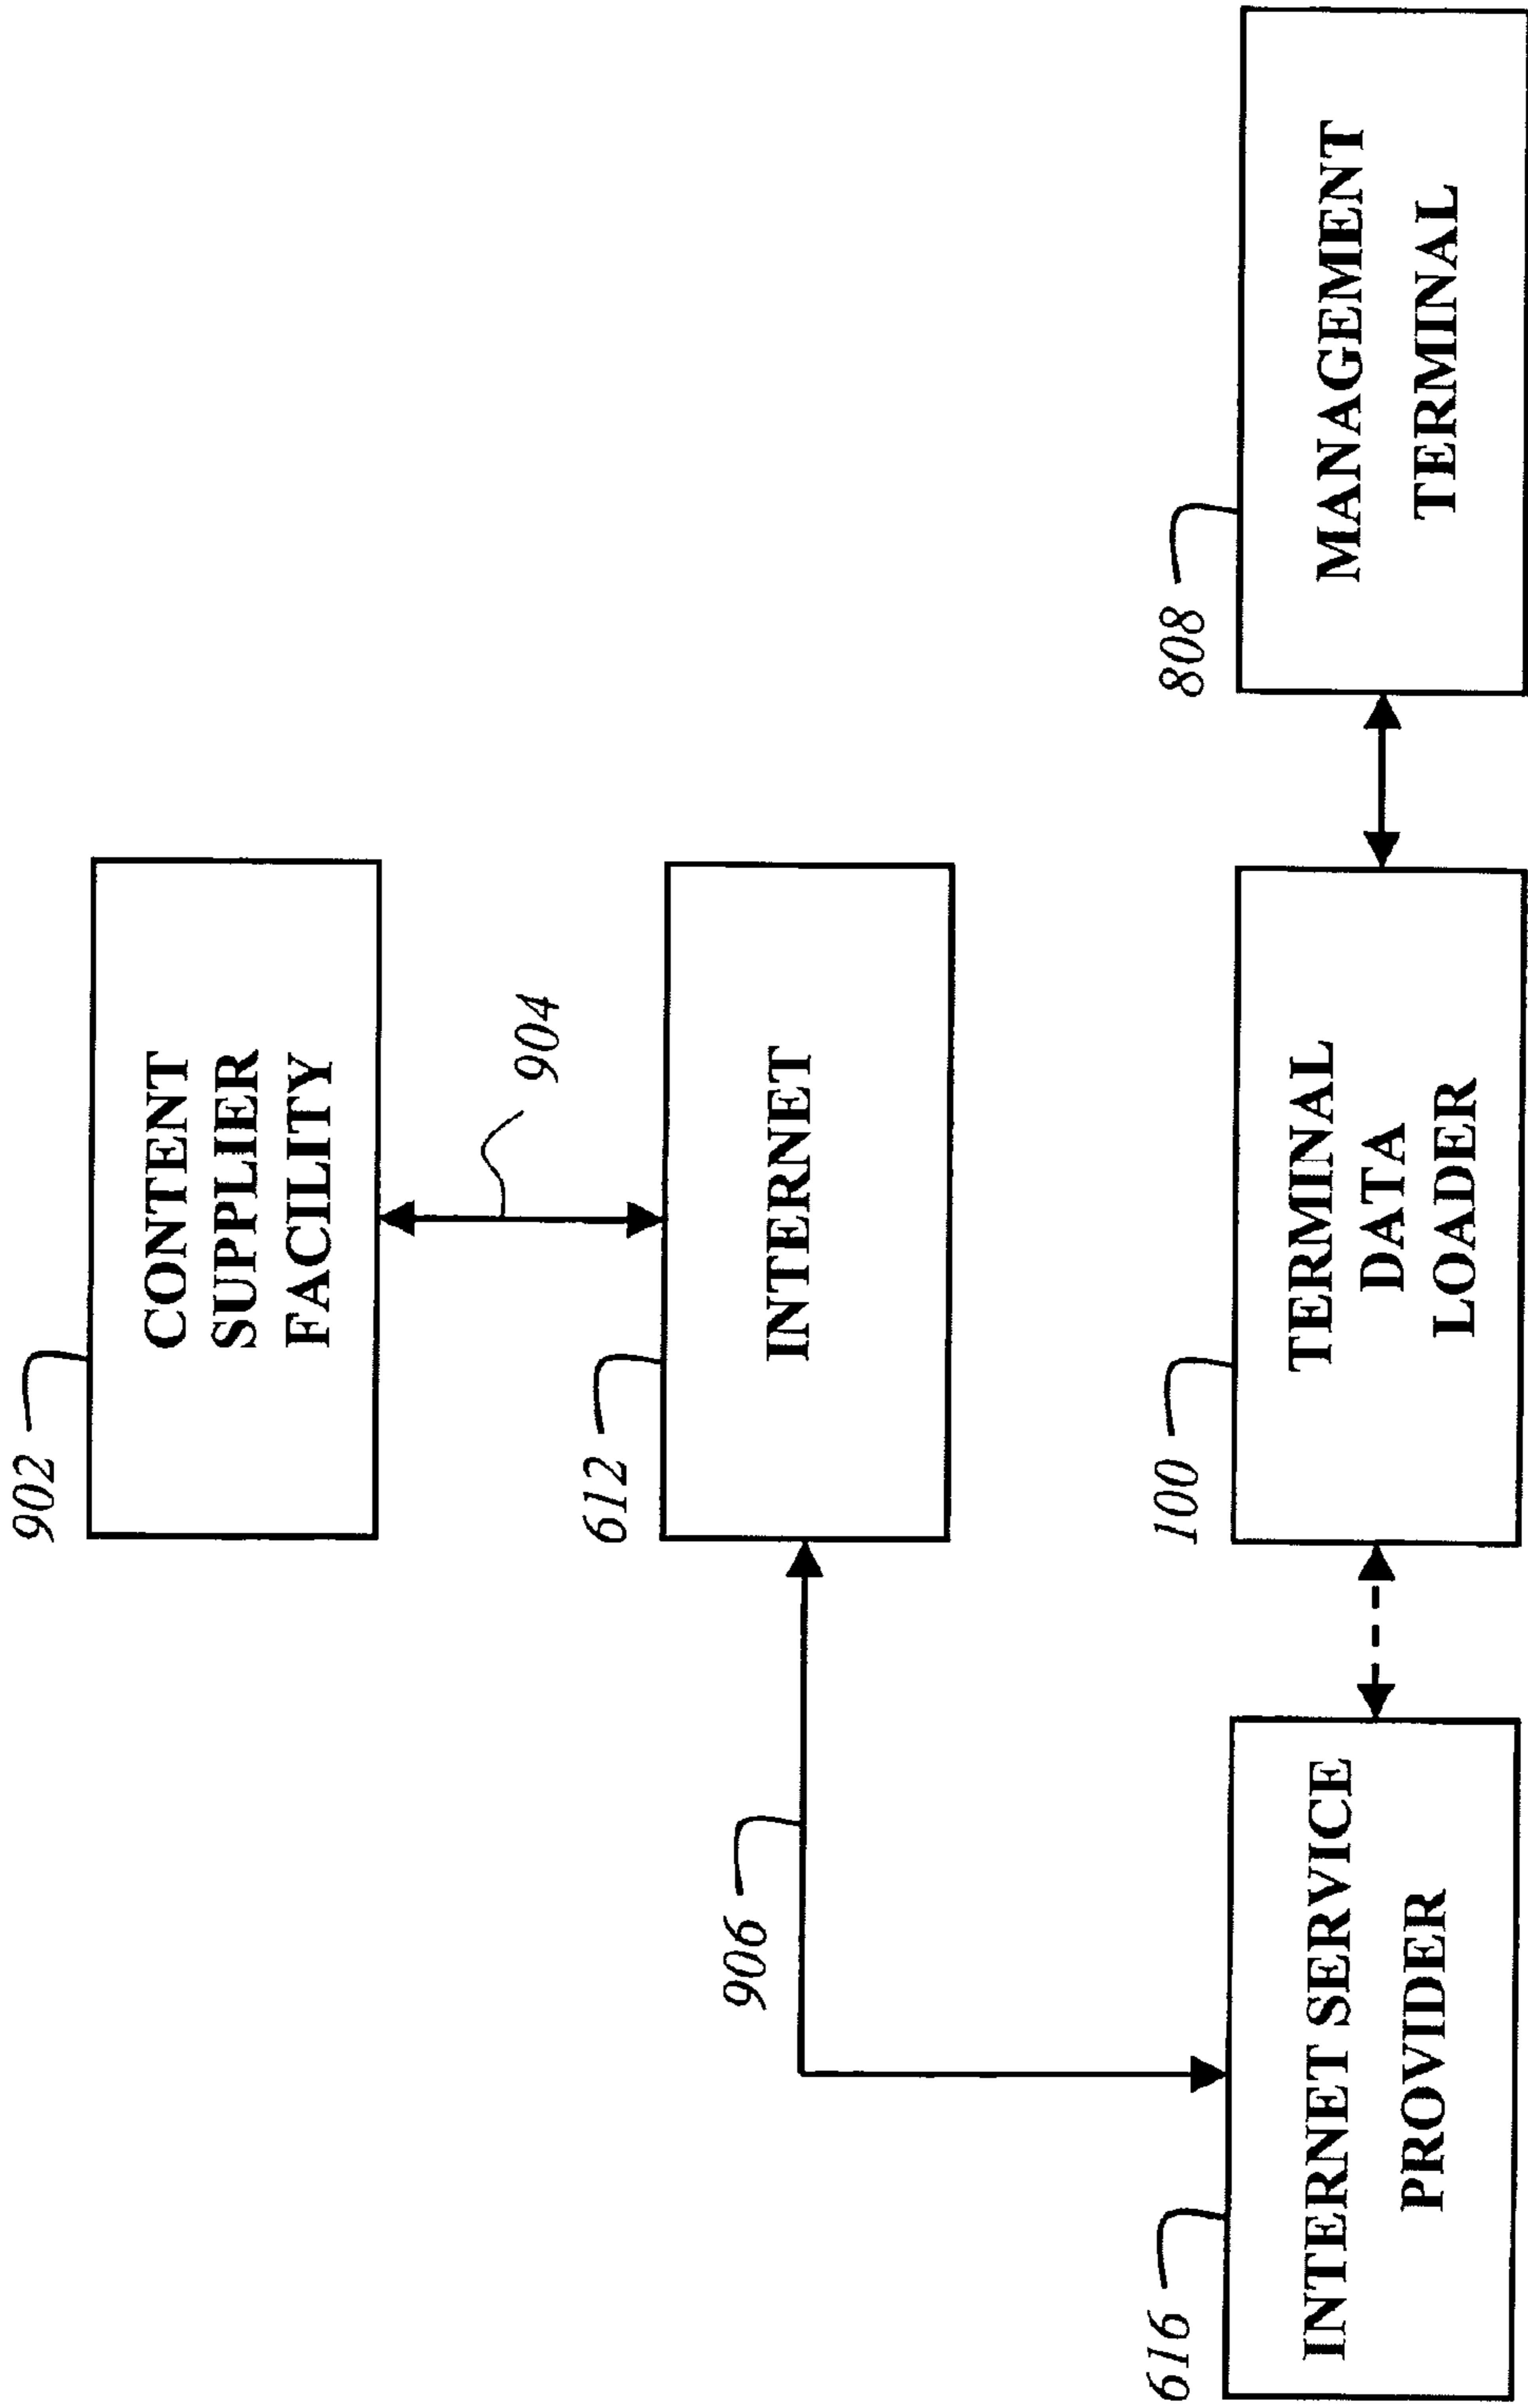 902
CONTENT
SUPPLIER
FACILITY
904
612
INTERNET
906
616
INTERNET SERVICE
PROVIDER
100
TERMINAL
DATA
LOADER
808
MANAGEMENT
TERMINAL